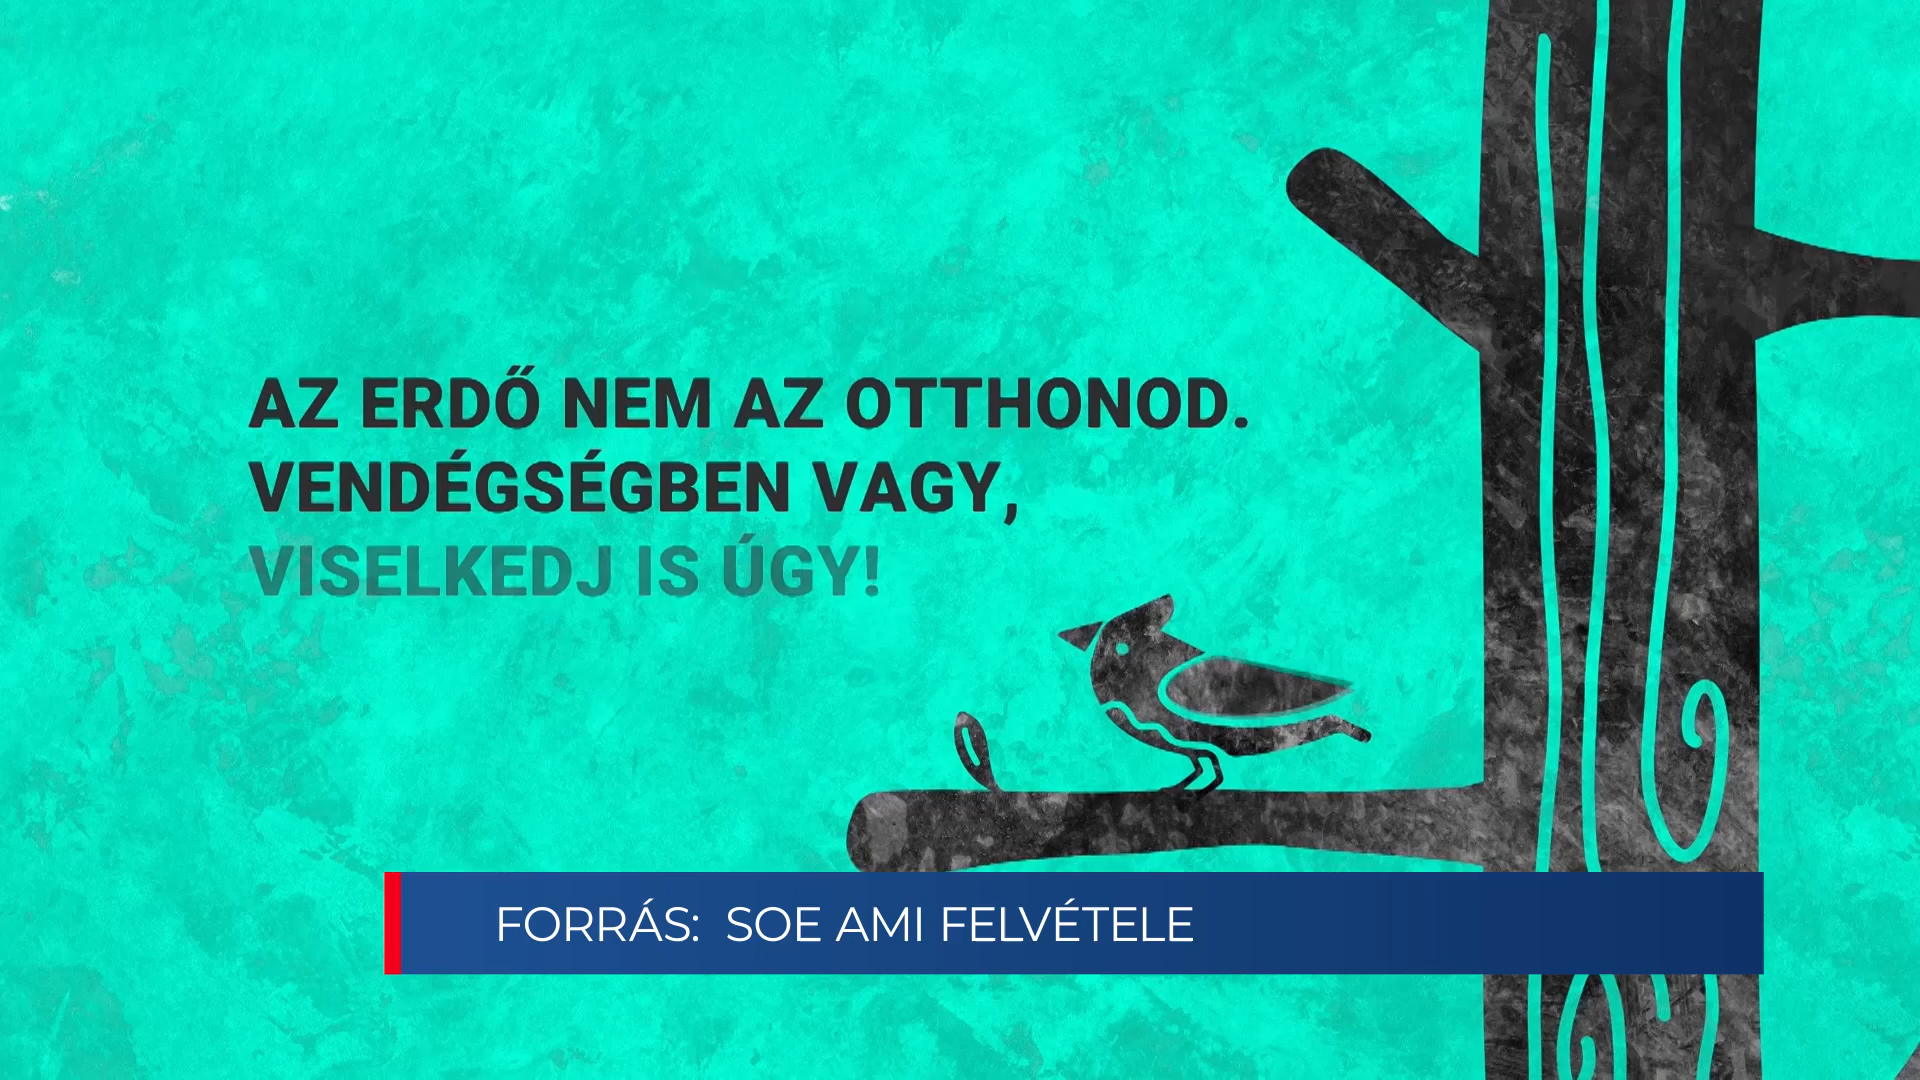 AZ ERDŐ NEM AZ OTTHONOD.
VENDÉGSÉGBEN VAGY,
VISELKEDJ IS ÚGY!
FORRÁS: SOE AMI FELVÉTELE